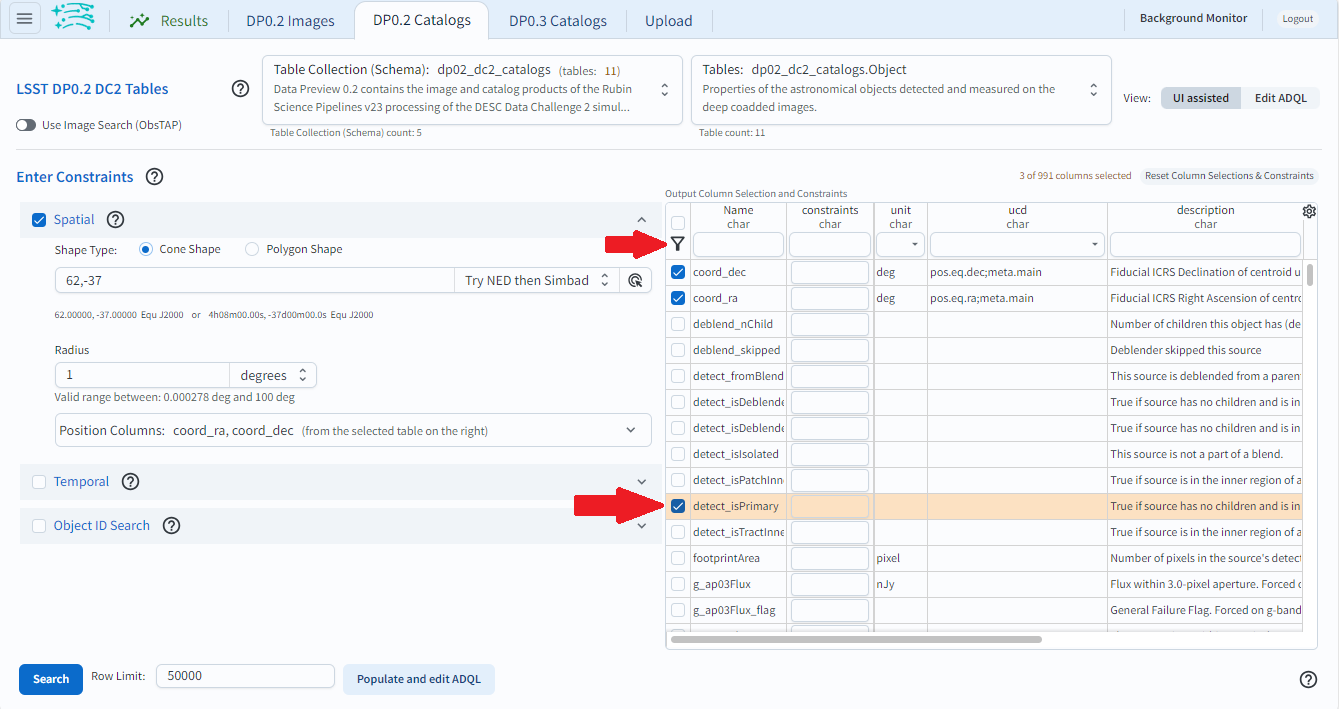 Results
DP0.2 Images
DP0.2 Catalogs
DP0.3 Catalogs
Upload
Background Monitor
Logout
LSST DP0.2 DC2 Tables
Use Image Search (ObsTAP)
Table Collection (Schema): dp02_dc2_catalogs (tables: 11)
Data Preview 0.2 contains the image and catalog products of the Rubin
Science Pipelines v23 processing of the DESC Data Challenge 2 simul...
Table Collection (Schema) count: 5
Tables: dp02_dc2_catalogs.Object
Properties of the astronomical objects detected and measured on the
deep coadded images.
Table count: 11
View: UI assisted Edit ADQL
Enter Constraints
3 of 991 columns selected Reset Column Selections & Constraints
Spatial
Shape Type: Cone Shape Polygon Shape
62,-37 Try NED then Simbad
62.00000, -37.00000 Equ J2000 or 4h08m00.00s, -37d00m00.0s Equ J2000
Radius
1 degrees
Valid range between: 0.000278 deg and 100 deg
Position Columns: coord_ra, coord_dec (from the selected table on the right)
Temporal
Object ID Search
Output Column Selection and Constraints
Name constraints unit ucd description
char char char char char
coord_dec deg pos.eq.dec;meta.main Fiducial ICRS Declination of centroid u
coord_ra deg pos.eq.ra;meta.main Fiducial ICRS Right Ascension of centro
deblend_nChild Number of children this object has (de
deblend_skipped Deblender skipped this source
detect_fromBlend This source is deblended from a paren
detect_isDeblende True if source has no children and is in
detect_isDeblende True if source has no children and is in
detect_isIsolated This source is not a part of a blend.
detect_isPatchInn True if source is in the inner region of a
detect_isPrimary True if source has no children and is in
detect_isTractInne True if source is in the inner region of a
footprintArea pixel Number of pixels in the source's detect
g_ap03Flux nJy Flux within 3.0-pixel aperture. Forced o
g_ap03Flux_flag General Failure Flag. Forced on g-band
Search Row Limit: 50000 Populate and edit ADQL